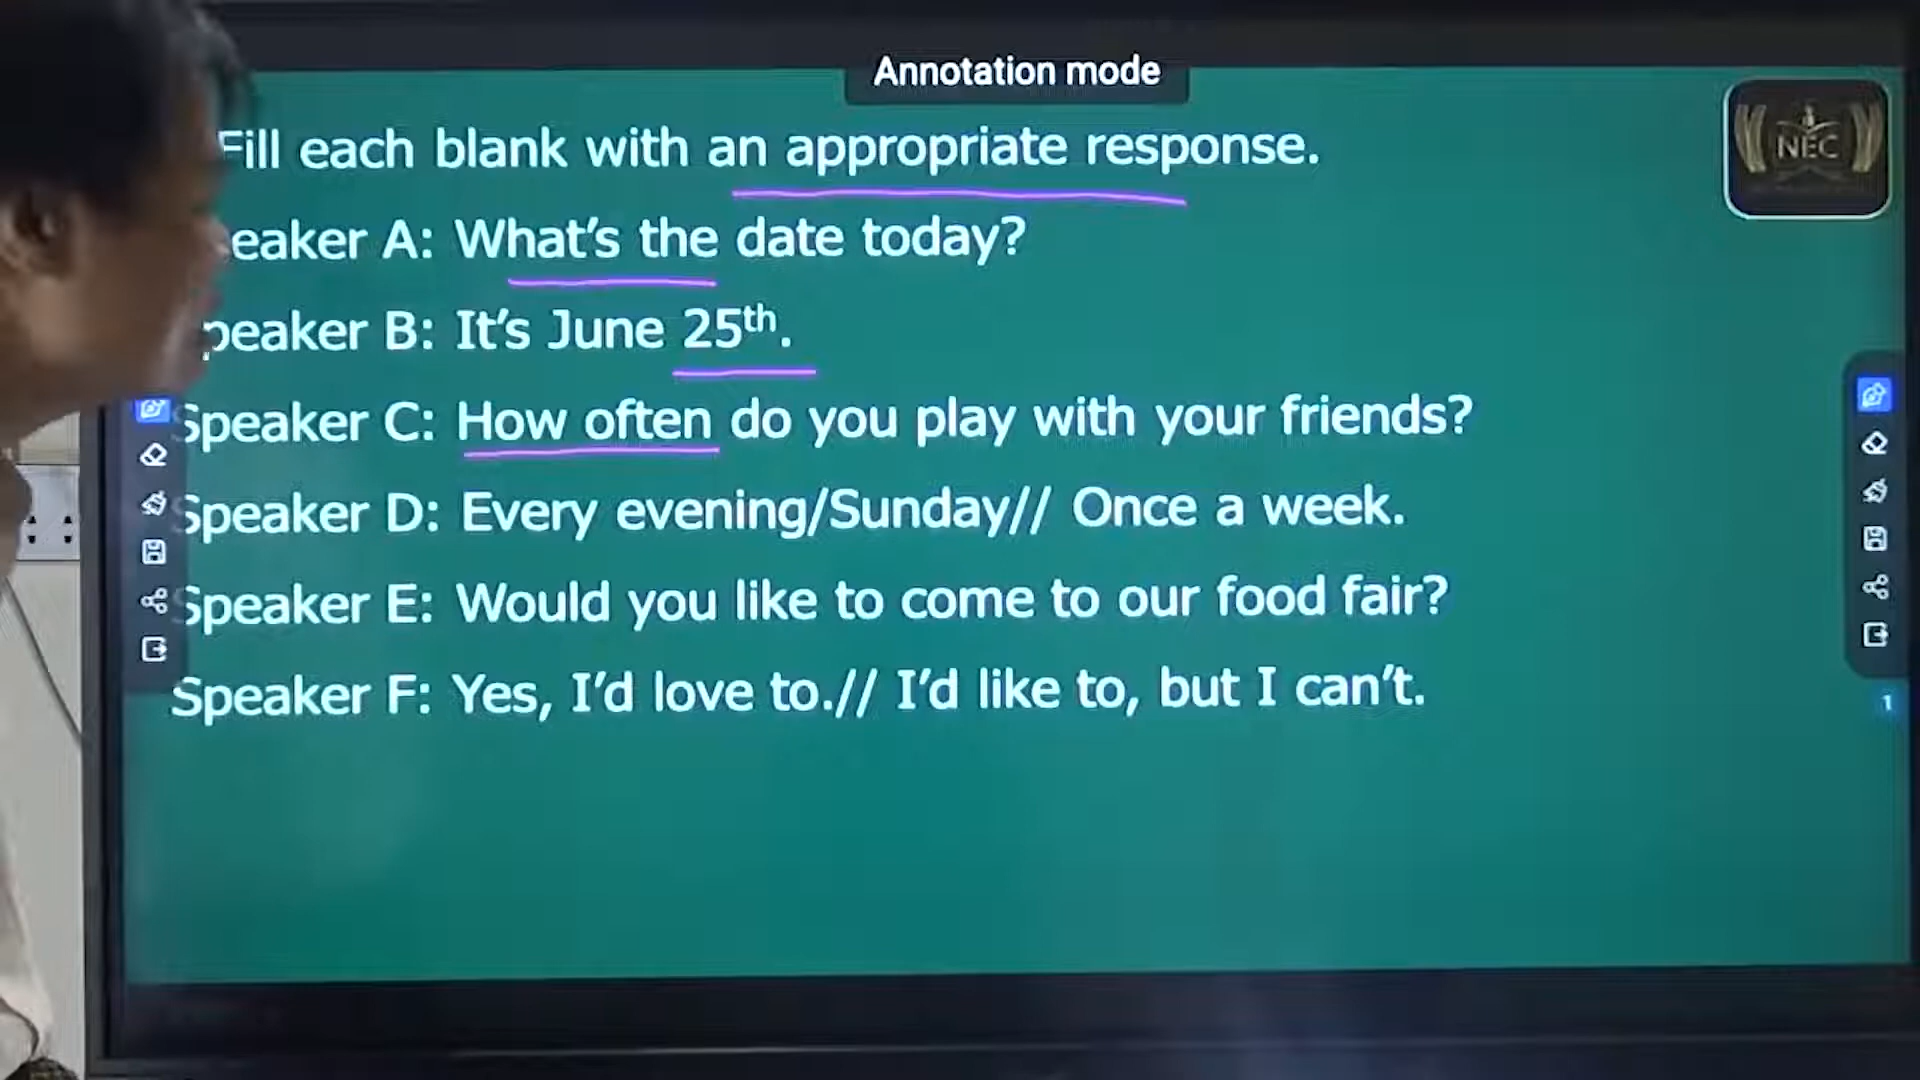 Annotation mode
NEC
Fill each blank with an appropriate response.
eaker A: What's the date today?
peaker B: It's June 25th.
Speaker C: How often do you play with your friends?
Speaker D: Every evening/Sunday// Once a week.
Speaker E: Would you like to come to our food fair?
Speaker F: Yes, I'd love to.// I'd like to, but I can't.
1